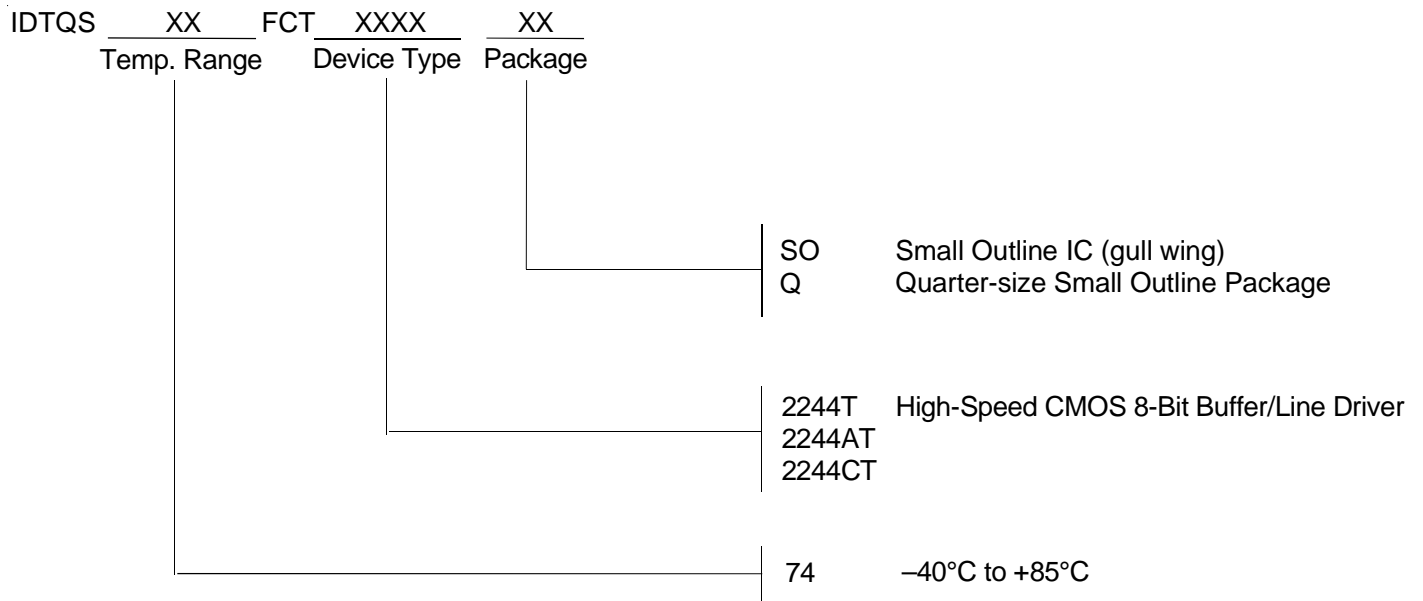 IDTQS XX FCT XXXX XX
Temp. Range Device Type Package
SO Small Outline IC (gull wing)
Q Quarter-size Small Outline Package
2244T High-Speed CMOS 8-Bit Buffer/Line Driver
2244AT
2244CT
74 –40°C to +85°C